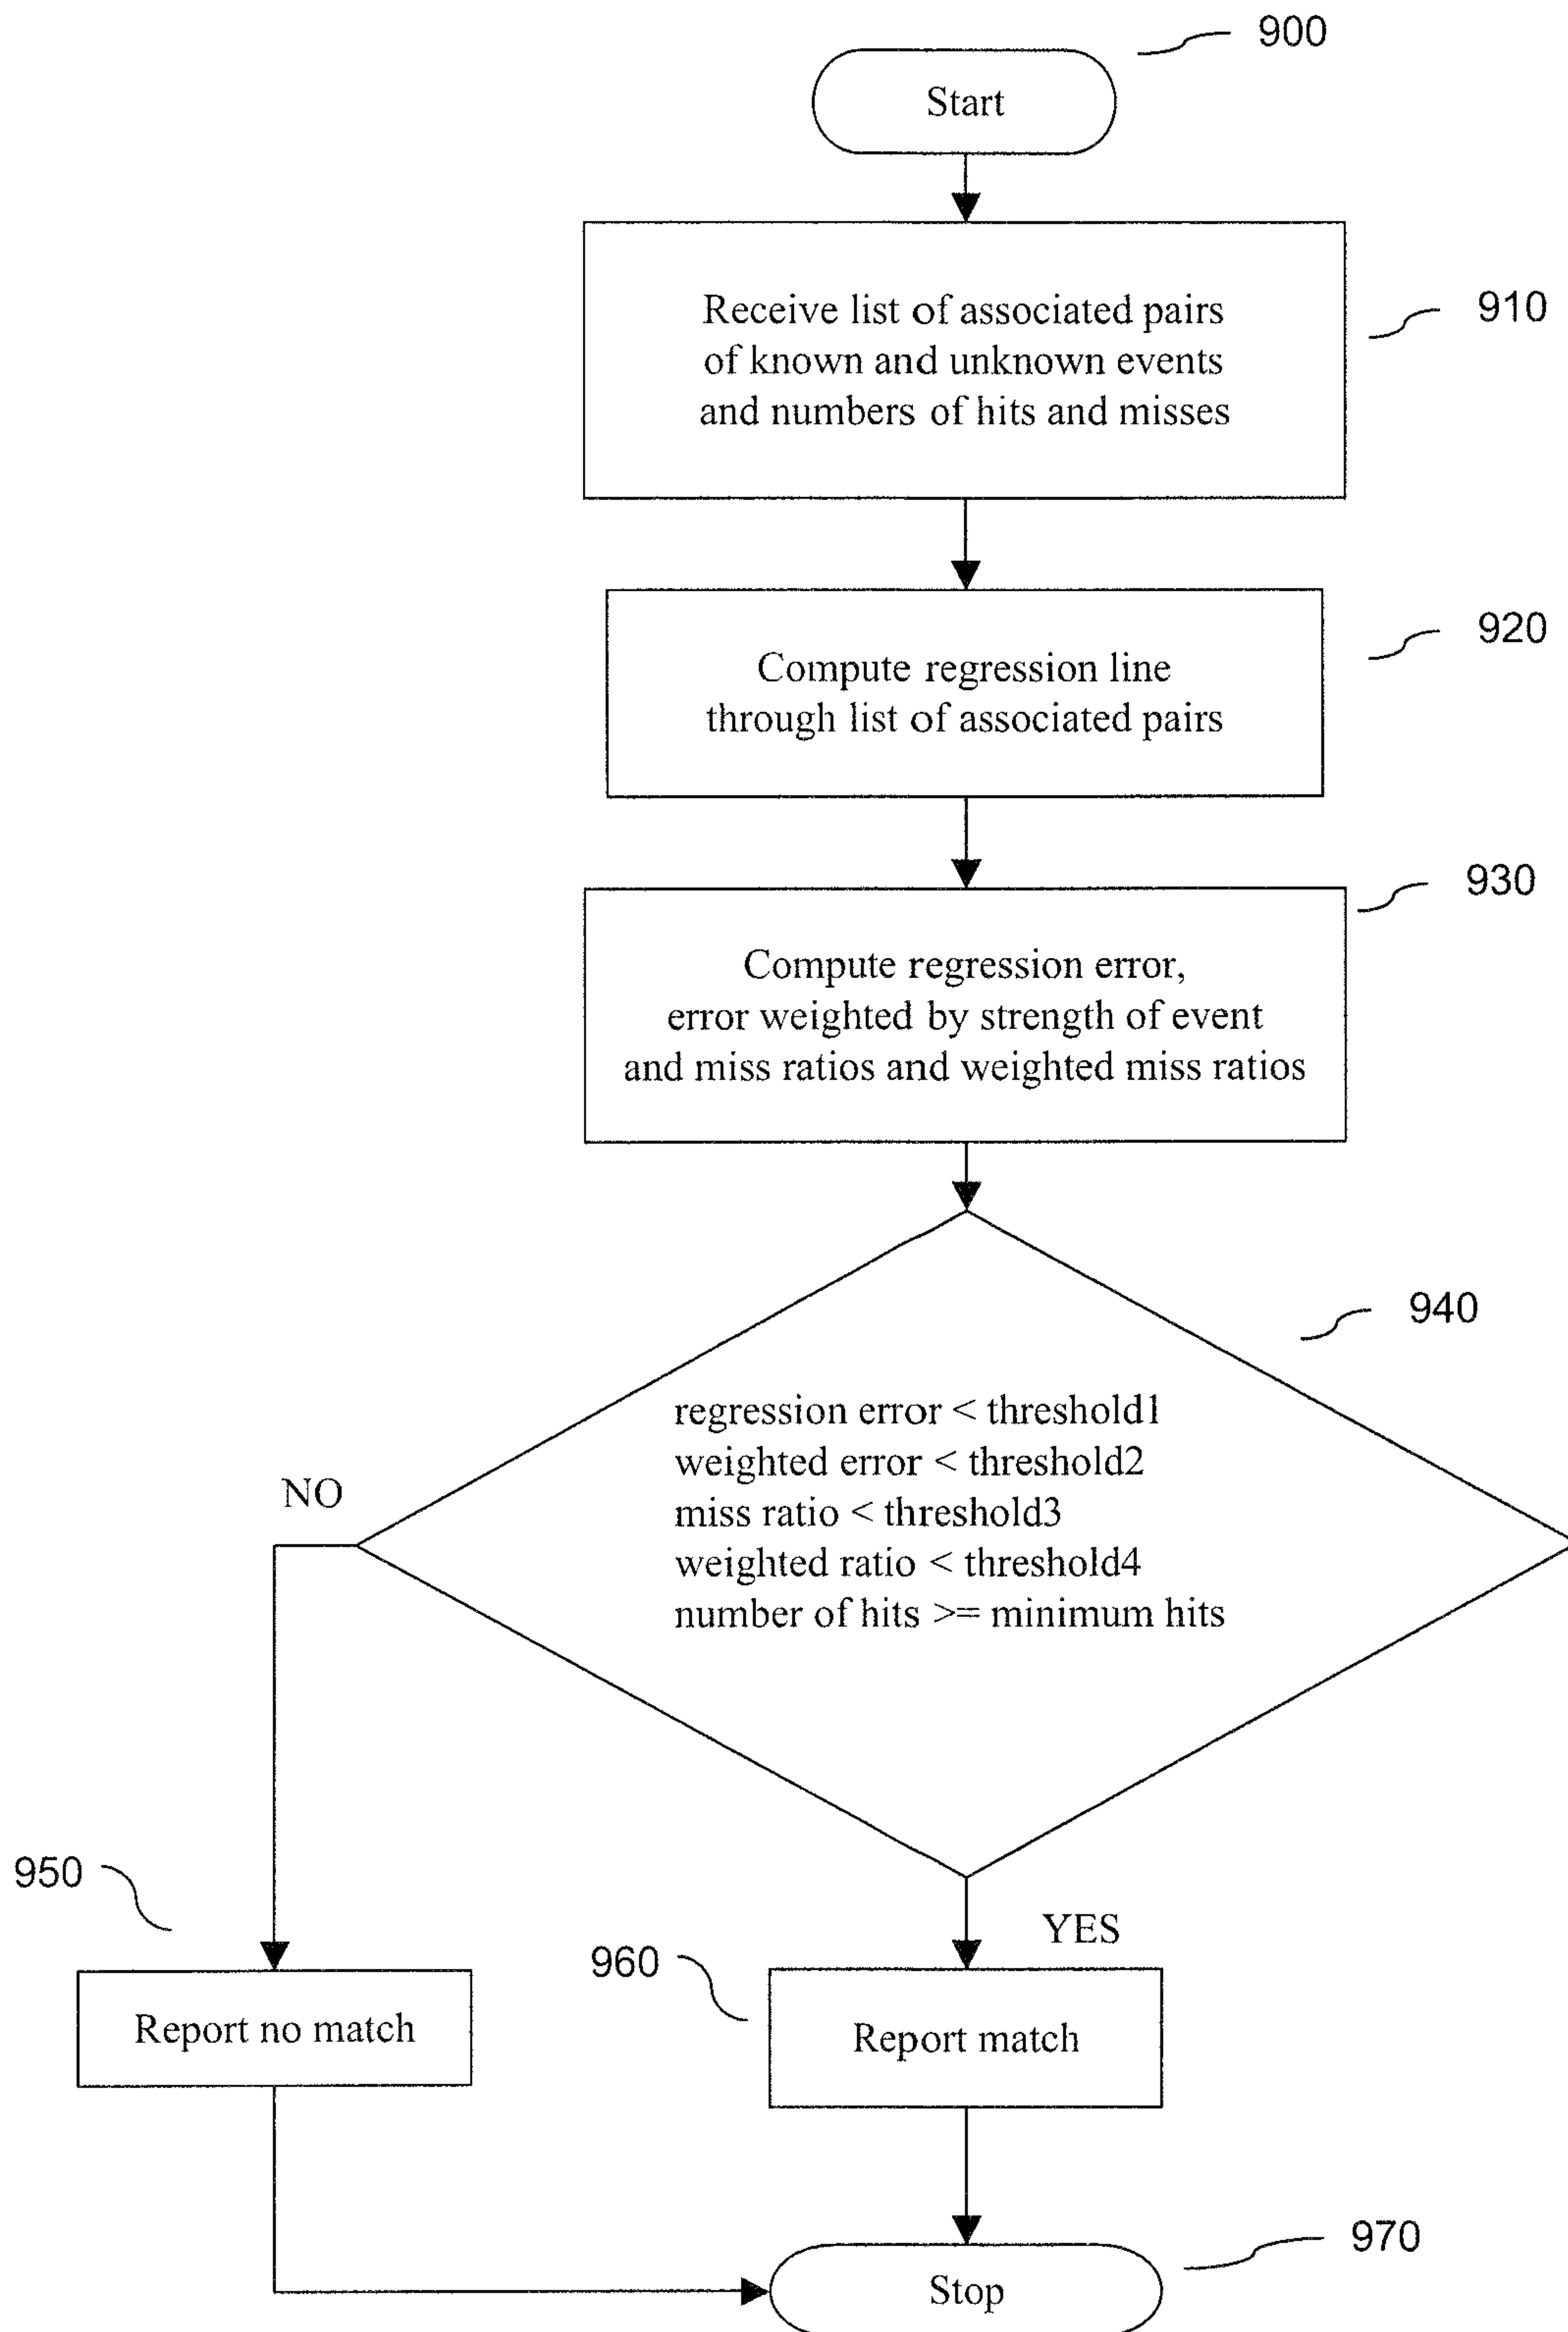 900
Start
Receive list of associated pairs
of known and unknown events
and numbers of hits and misses
910
Compute regression line
through list of associated pairs
920
Compute regression error,
error weighted by strength of event
and miss ratios and weighted miss ratios
930
940
regression error < threshold1
weighted error < threshold2
miss ratio < threshold3
weighted ratio < threshold4
number of hits >= minimum hits
NO
YES
950
Report no match
960
Report match
970
Stop